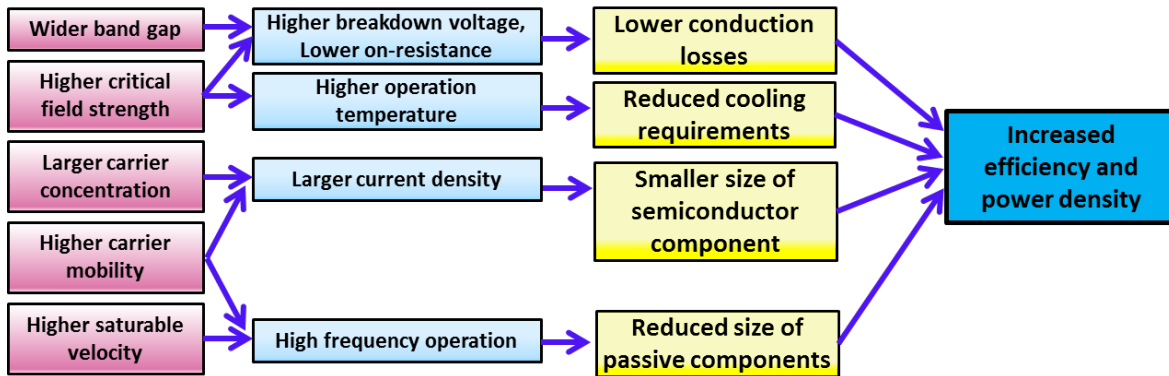 Wider band gap
Higher critical
field strength
Larger carrier
concentration
Higher carrier
mobility
Higher saturable
velocity
Higher breakdown voltage,
Lower on-resistance
Higher operation
temperature
Larger current density
High frequency operation
Lower conduction
losses
Reduced cooling
requirements
Smaller size of
semiconductor
component
Reduced size of
passive components
Increased
efficiency and
power density